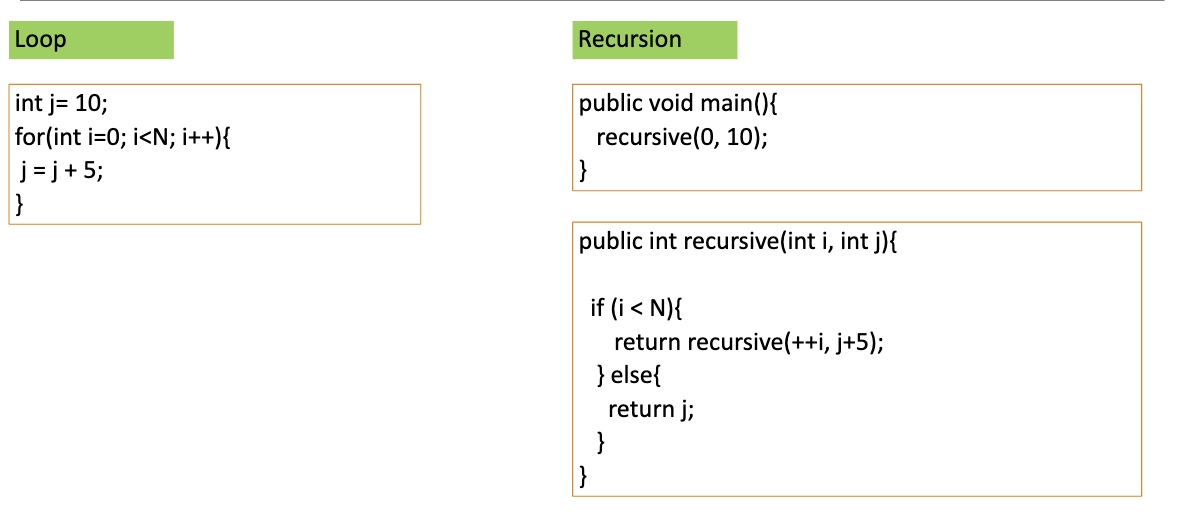 Loop
int j= 10;
for(int i=0; i<N; i++){
j = j + 5;
}
Recursion
public void main(){
recursive(0, 10);
}
public int recursive(int i, int j){
if (i < N){
return recursive(++i, j+5);
} else{
return j;
}
}